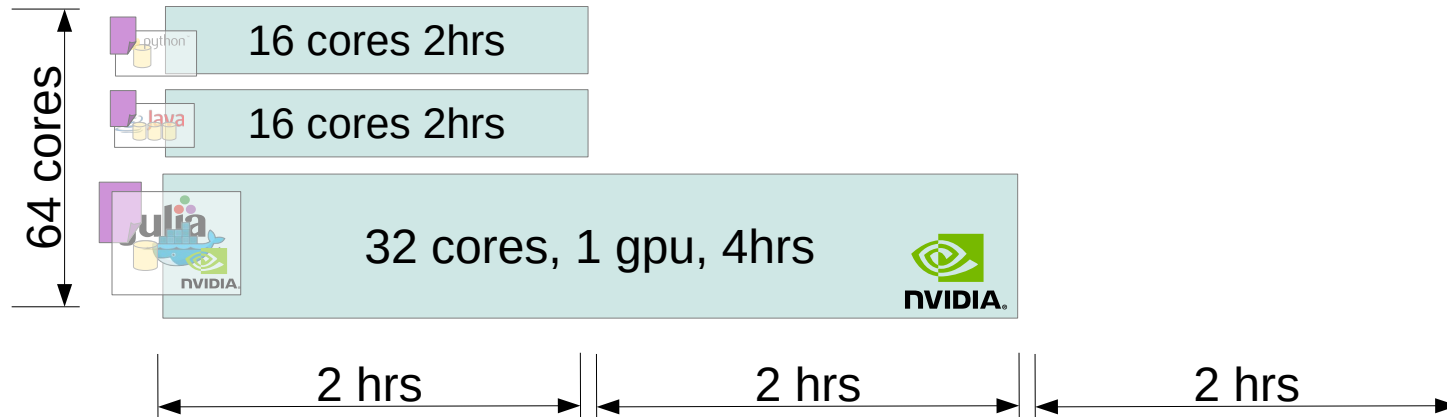 64 cores
python
16 cores 2hrs
Java
16 cores 2hrs
julia
NVIDIA.
32 cores, 1 gpu, 4hrs
NVIDIA.
2 hrs
2 hrs
2 hrs